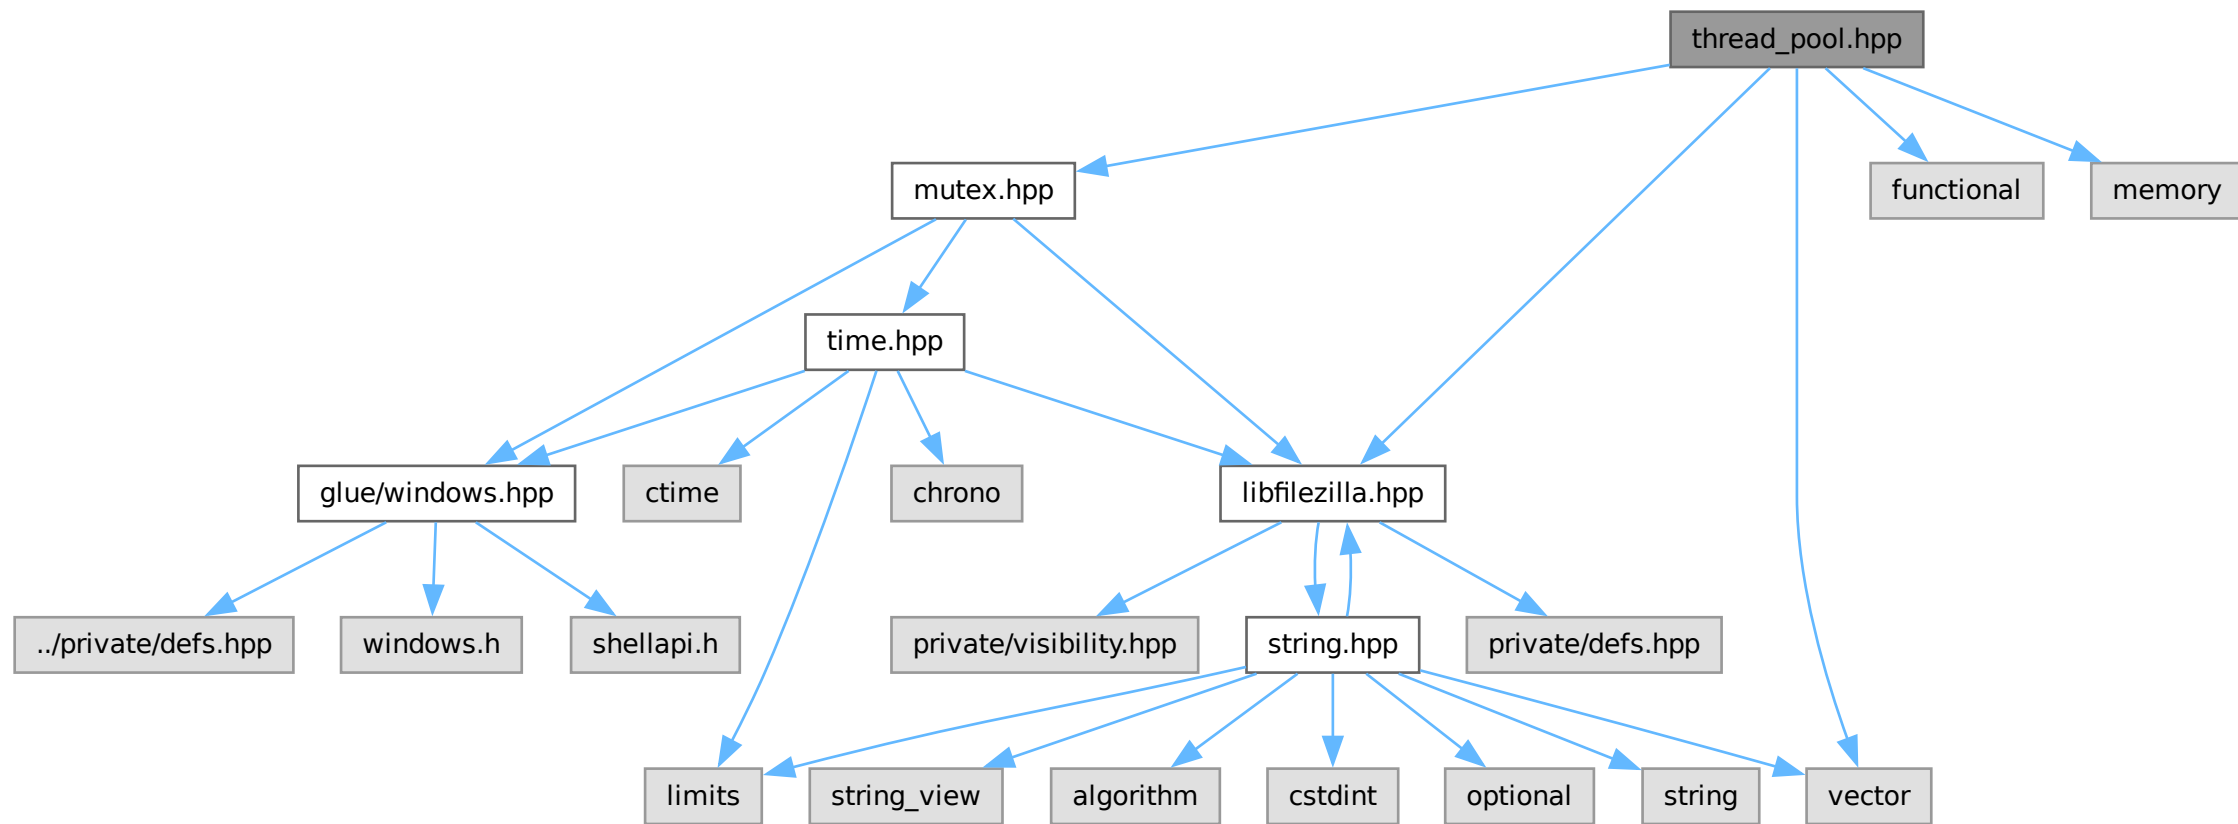 thread_pool.hpp
mutex.hpp
functional
memory
time.hpp
glue/windows.hpp
ctime
chrono
libfilezilla.hpp
../private/defs.hpp
windows.h
shellapi.h
private/visibility.hpp
string.hpp
private/defs.hpp
limits
string_view
algorithm
cstdint
optional
string
vector